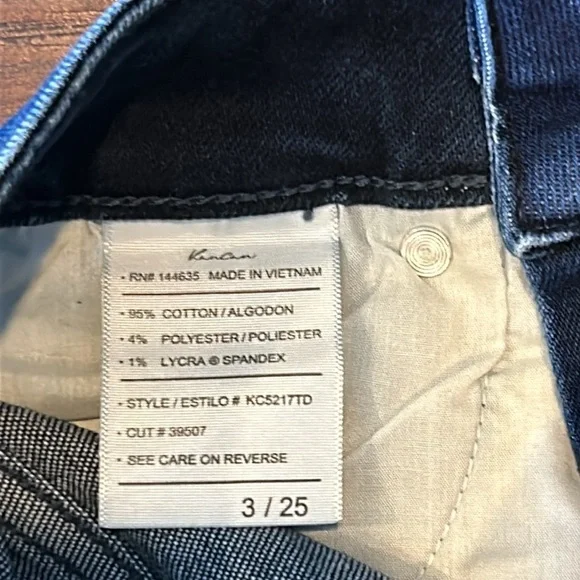 KanCan
• RN# 144635 MADE IN VIETNAM
• 95% COTTON / ALGODON
• 4% POLYESTER / POLIESTER
• 1% LYCRA ® SPANDEX
• STYLE / ESTILO # KC5217TD
• CUT # 39507
• SEE CARE ON REVERSE
3 / 25